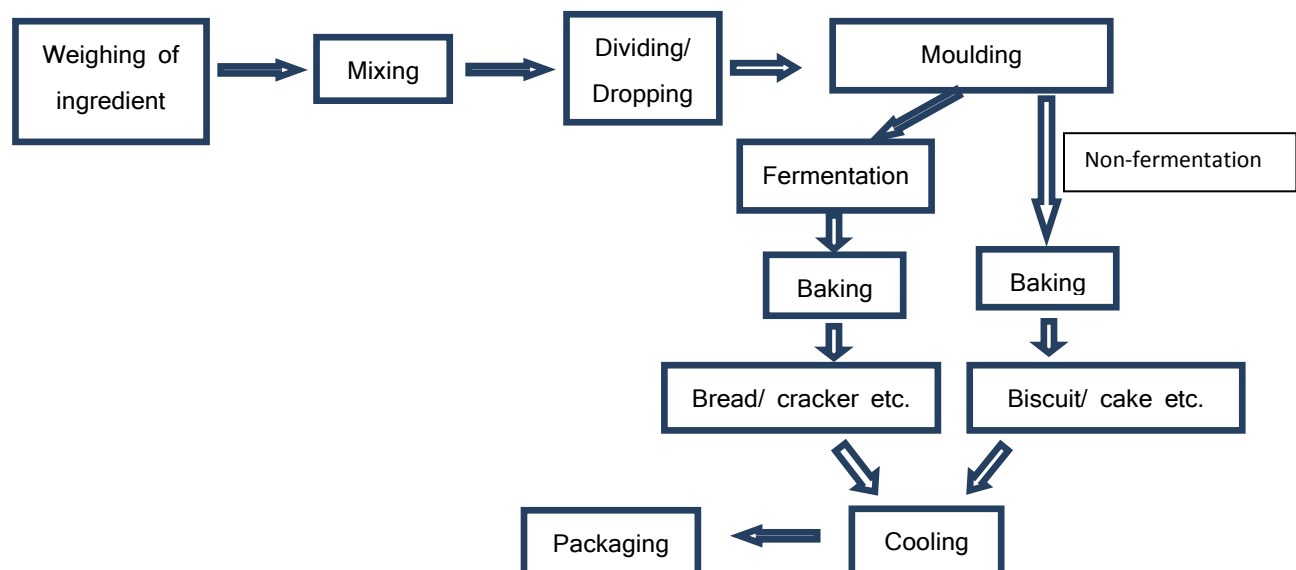 Weighing of
ingredient
Mixing
Dividing/
Dropping
Moulding
Fermentation
Non-fermentation
Baking
Baking
Bread/ cracker etc.
Biscuit/ cake etc.
Cooling
Packaging